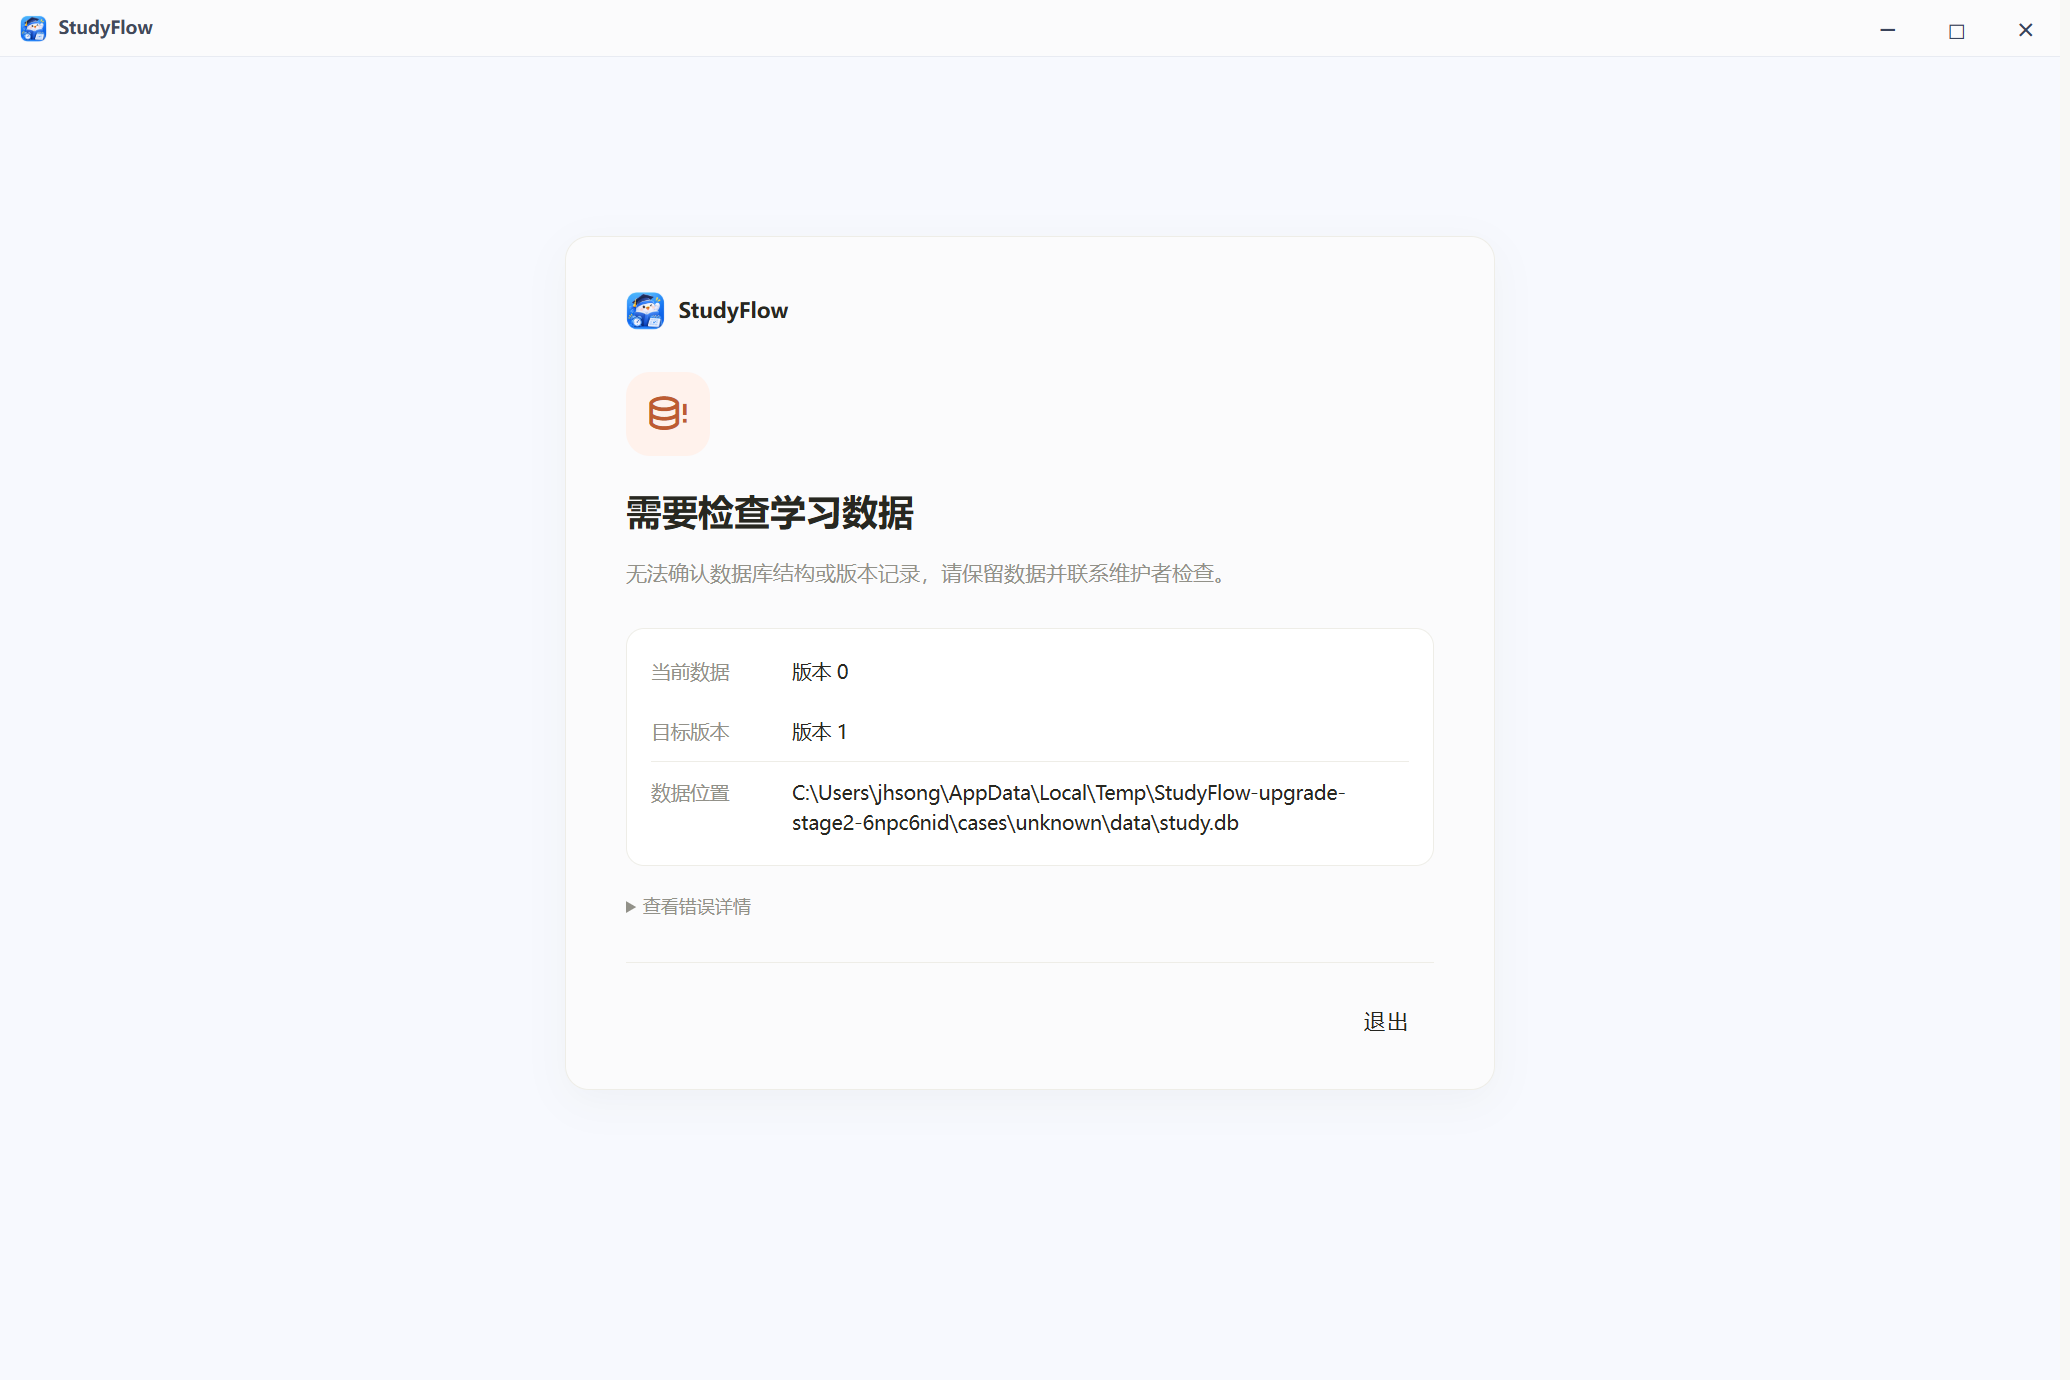 StudyFlow
StudyFlow
需要检查学习数据
无法确认数据库结构或版本记录，请保留数据并联系维护者检查。
当前数据 版本 0
目标版本 版本 1
数据位置 C:\Users\jhsong\AppData\Local\Temp\StudyFlow-upgrade-
stage2-6npc6nid\cases\unknown\data\study.db
查看错误详情
退出